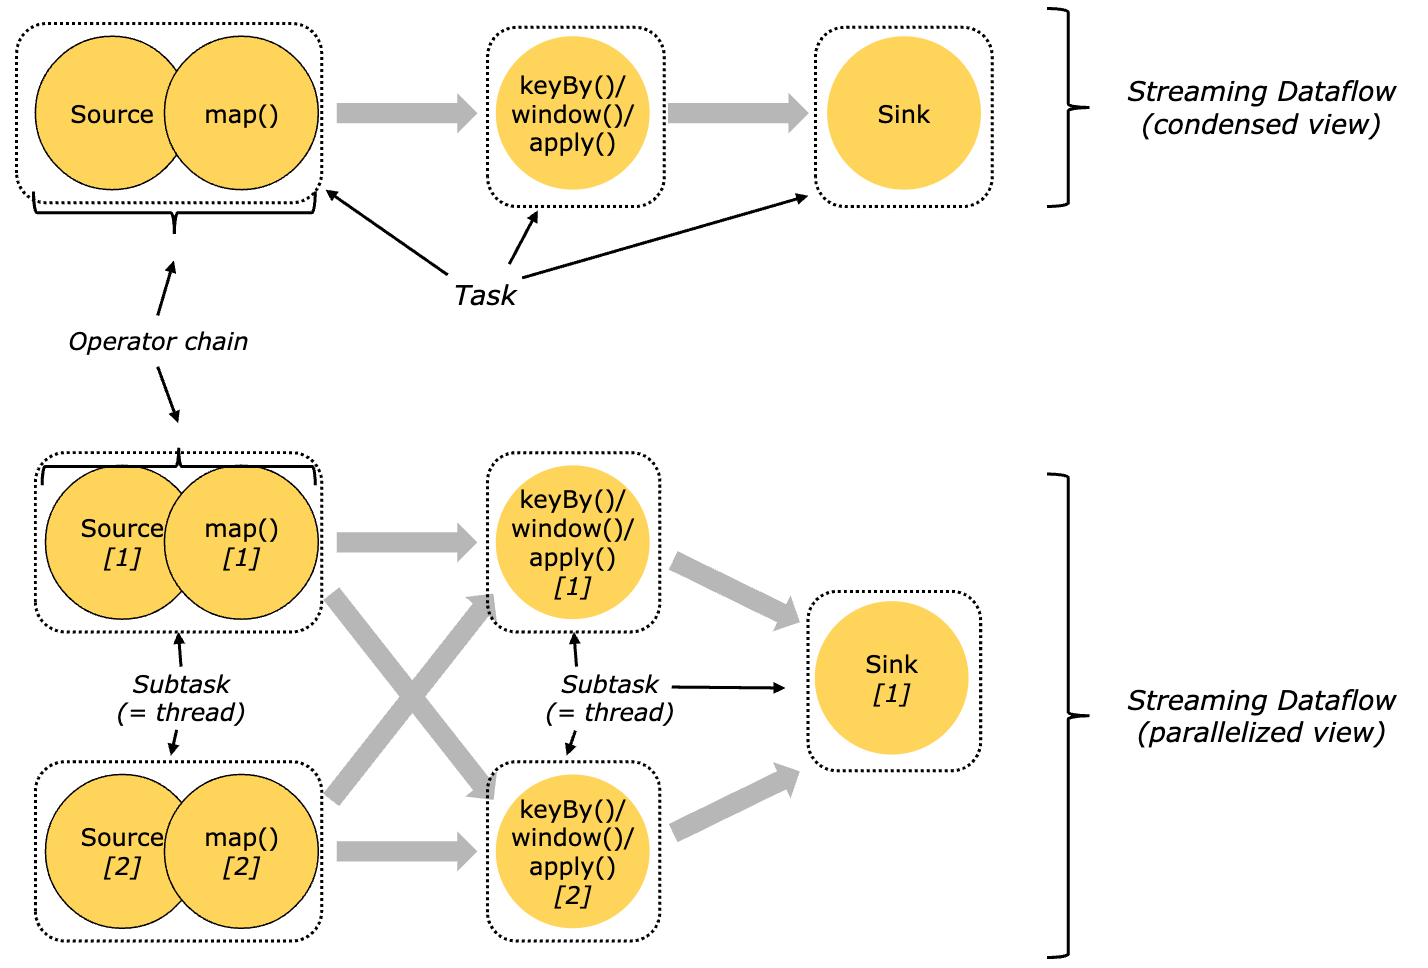 Source
map()
keyBy()/
window()/
apply()
Sink
Streaming Dataflow
(condensed view)
Task
Operator chain
Source
[1]
map()
[1]
keyBy()/
window()/
apply()
[1]
Subtask
(= thread)
Subtask
(= thread)
Sink
[1]
Streaming Dataflow
(parallelized view)
Source
[2]
map()
[2]
keyBy()/
window()/
apply()
[2]